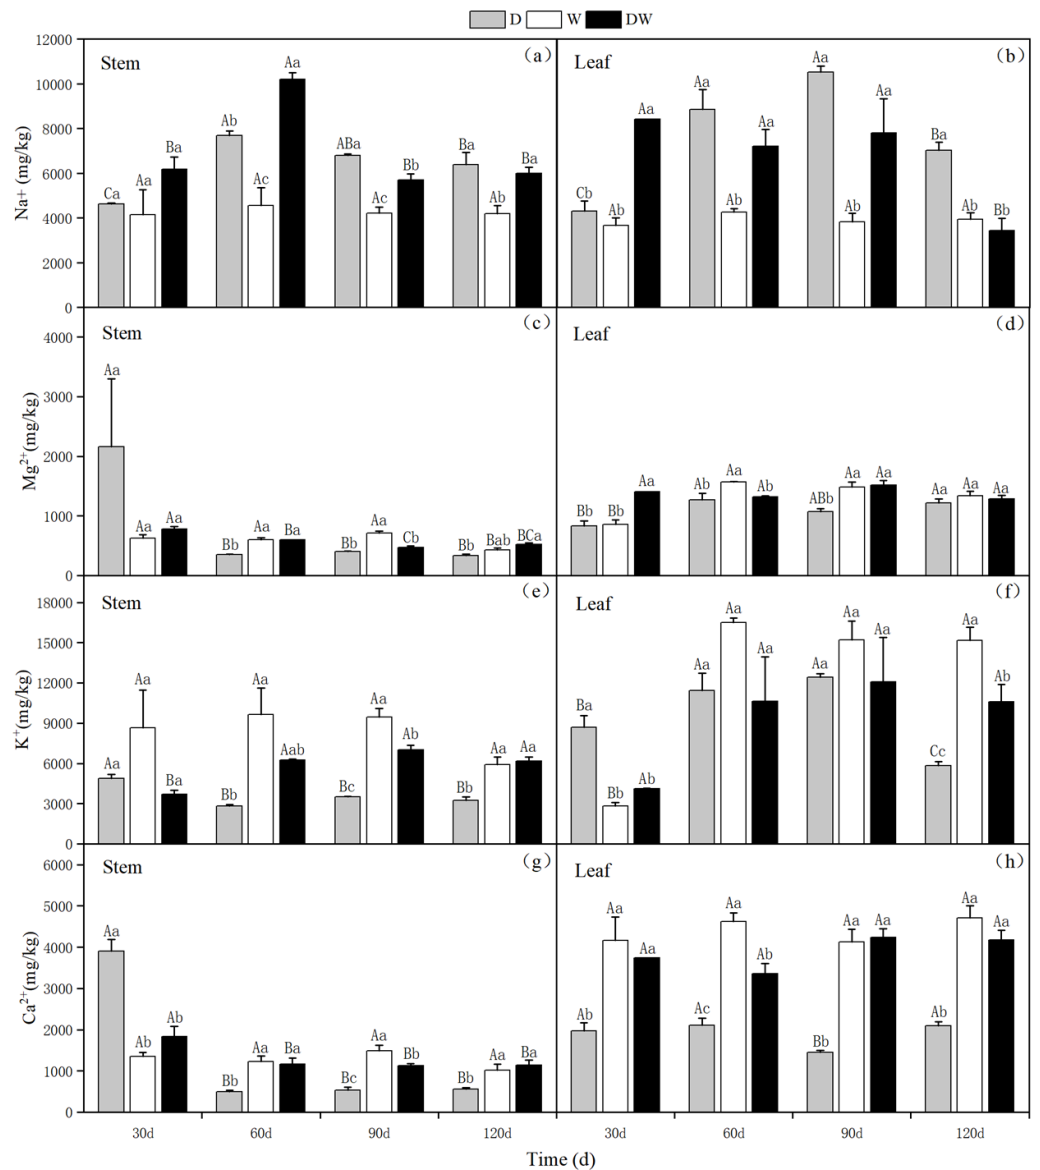 D W DW
Stem (a) Leaf (b)
Na+ (mg/kg)
12000
10000
8000
6000
4000
2000
0
Ca Aa Ba Ab Ac Aa ABa Ac Bb Ba Ab Ba
Cb Ab Aa Aa Ab Aa Aa Ab Aa Ba Ab Bb
Stem (c) Leaf (d)
Mg2+(mg/kg)
4000
3000
2000
1000
0
Aa Aa Aa Bb Aa Ba Bb Aa Cb Bb Bab BCa
Bb Bb Aa Ab Aa Ab ABb Aa Aa Aa Aa Aa
Stem (e) Leaf (f)
K+(mg/kg)
18000
15000
12000
9000
6000
3000
0
Aa Aa Ba Bb Aa Aab Bc Aa Ab Bb Aa Aa
Ba Bb Ab Aa Aa Aa Aa Aa Aa Cc Aa Ab
Stem (g) Leaf (h)
Ca2+(mg/kg)
6000
5000
4000
3000
2000
1000
0
Aa Ab Ab Bb Aa Ba Bc Aa Bb Bb Aa Ba
Ab Aa Aa Ac Aa Ab Bb Aa Aa Ab Aa Aa
30d 60d 90d 120d 30d 60d 90d 120d
Time (d)